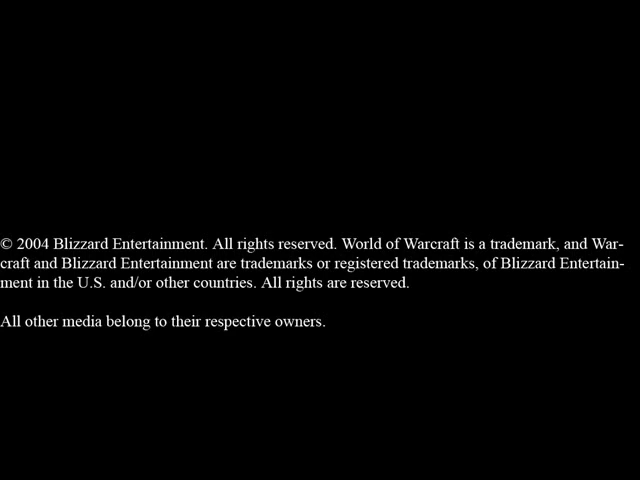 © 2004 Blizzard Entertainment. All rights reserved. World of Warcraft is a trademark, and War-
craft and Blizzard Entertainment are trademarks or registered trademarks, of Blizzard Entertain-
ment in the U.S. and/or other countries. All rights are reserved.
All other media belong to their respective owners.